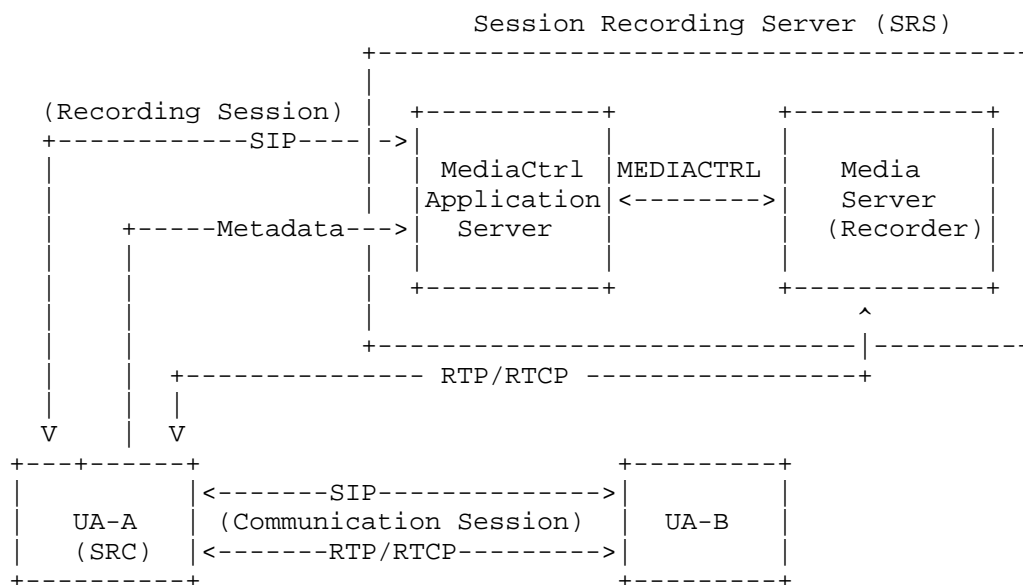 Session Recording Server (SRS)
(Recording Session)
SIP
MediaCtrl MEDIACTRL Media
Application Server
Metadata Server (Recorder)
RTP/RTCP
V V
SIP
UA-A (Communication Session) UA-B
(SRC) RTP/RTCP